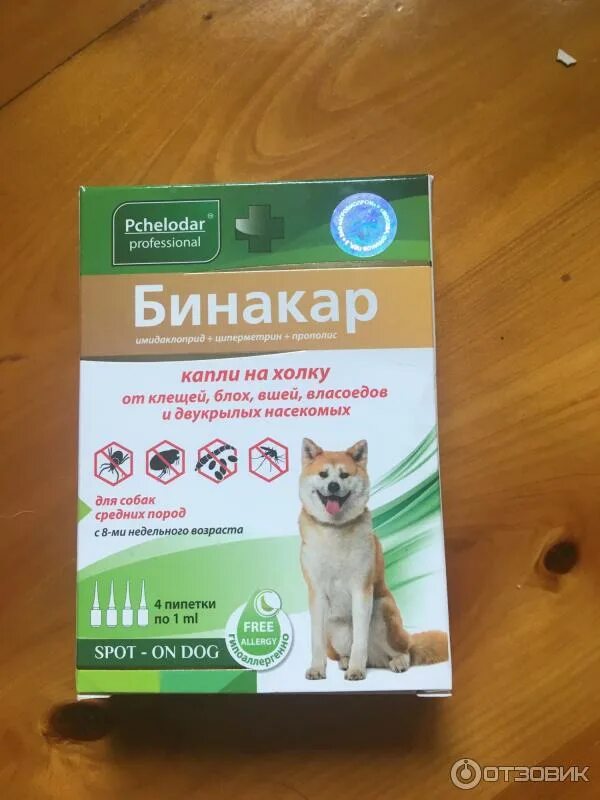 Pchelodar®
professional
Бинакар
имидаклоприд + циперметрин + прополис
капли на холку
от клещей, блох, вшей, власоедов
и двукрылых насекомых
для собак
средних пород
с 8-ми недельного возраста
4 пипетки
по 1 ml
FREE
ALLERGY
гипоаллергенно
SPOT - ON DOG
ОТЗОВИК